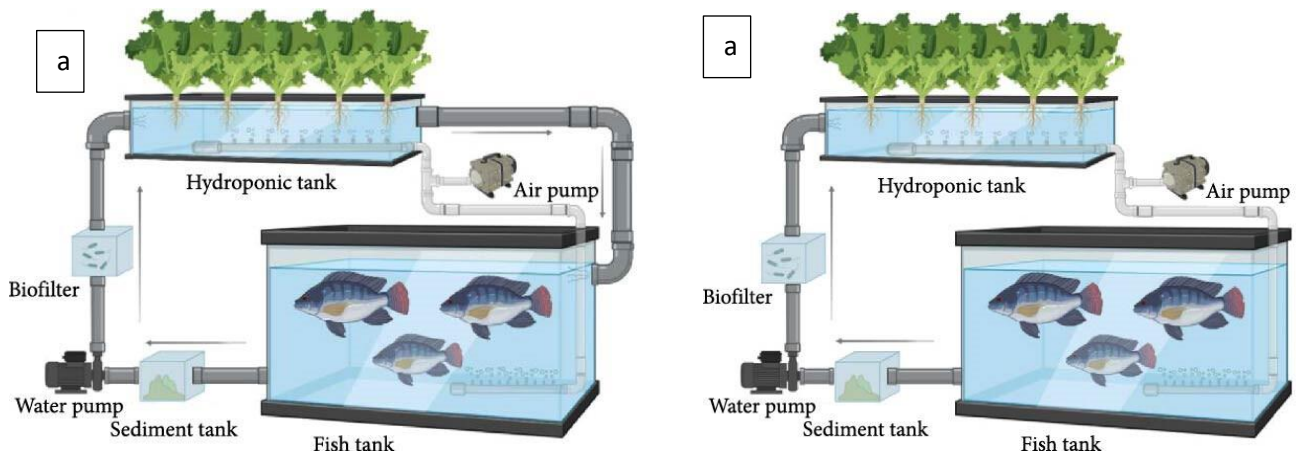 a
Hydroponic tank
Air pump
Biofilter
Water pump
Sediment tank
Fish tank
a
Hydroponic tank
Air pump
Biofilter
Water pump
Sediment tank
Fish tank